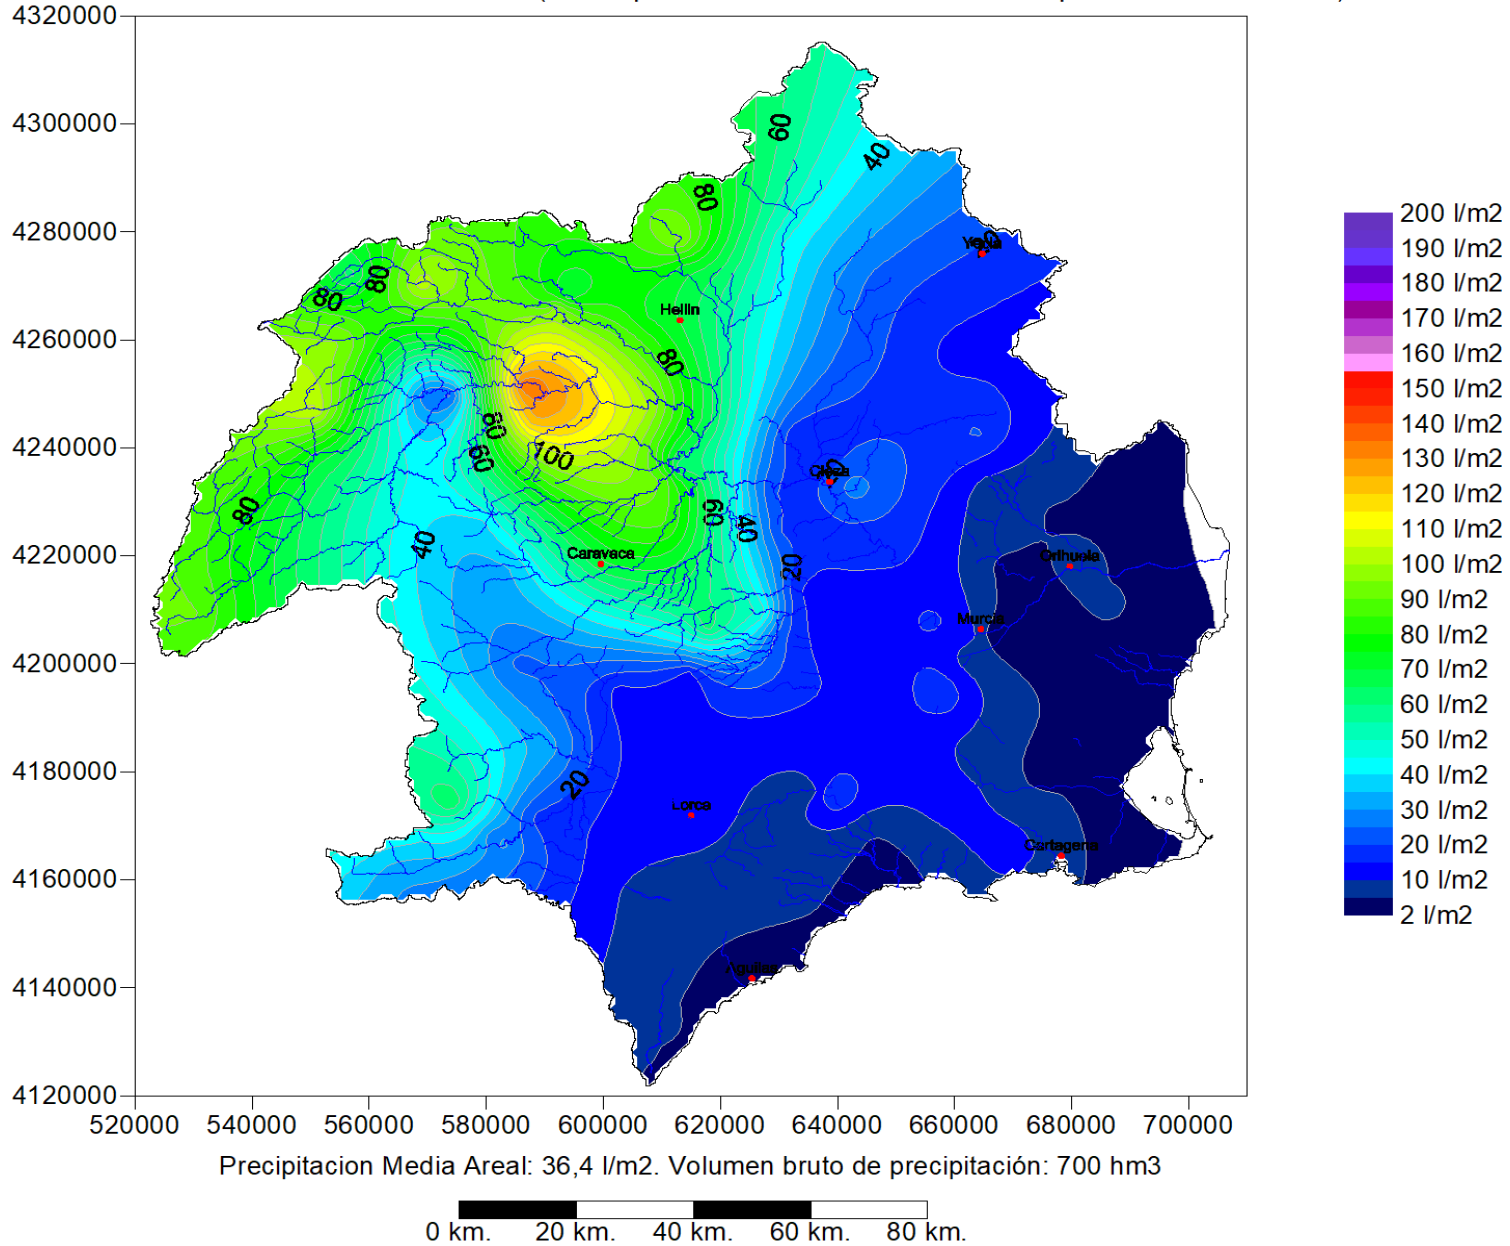 4320000
4300000
4280000
4260000
4240000
4220000
4200000
4180000
4160000
4140000
4120000
520000 540000 560000 580000 600000 620000 640000 660000 680000 700000
60
40
80
Yecla
80
80
Hellin
80
60
100
60
Cieza
80
60
40
40
20
Caravaca
Orihuela
Murcia
20
Lorca
Cartagena
Aguilas
200 l/m2
190 l/m2
180 l/m2
170 l/m2
160 l/m2
150 l/m2
140 l/m2
130 l/m2
120 l/m2
110 l/m2
100 l/m2
90 l/m2
80 l/m2
70 l/m2
60 l/m2
50 l/m2
40 l/m2
30 l/m2
20 l/m2
10 l/m2
2 l/m2
Precipitacion Media Areal: 36,4 l/m2. Volumen bruto de precipitación: 700 hm3
0 km. 20 km. 40 km. 60 km. 80 km.